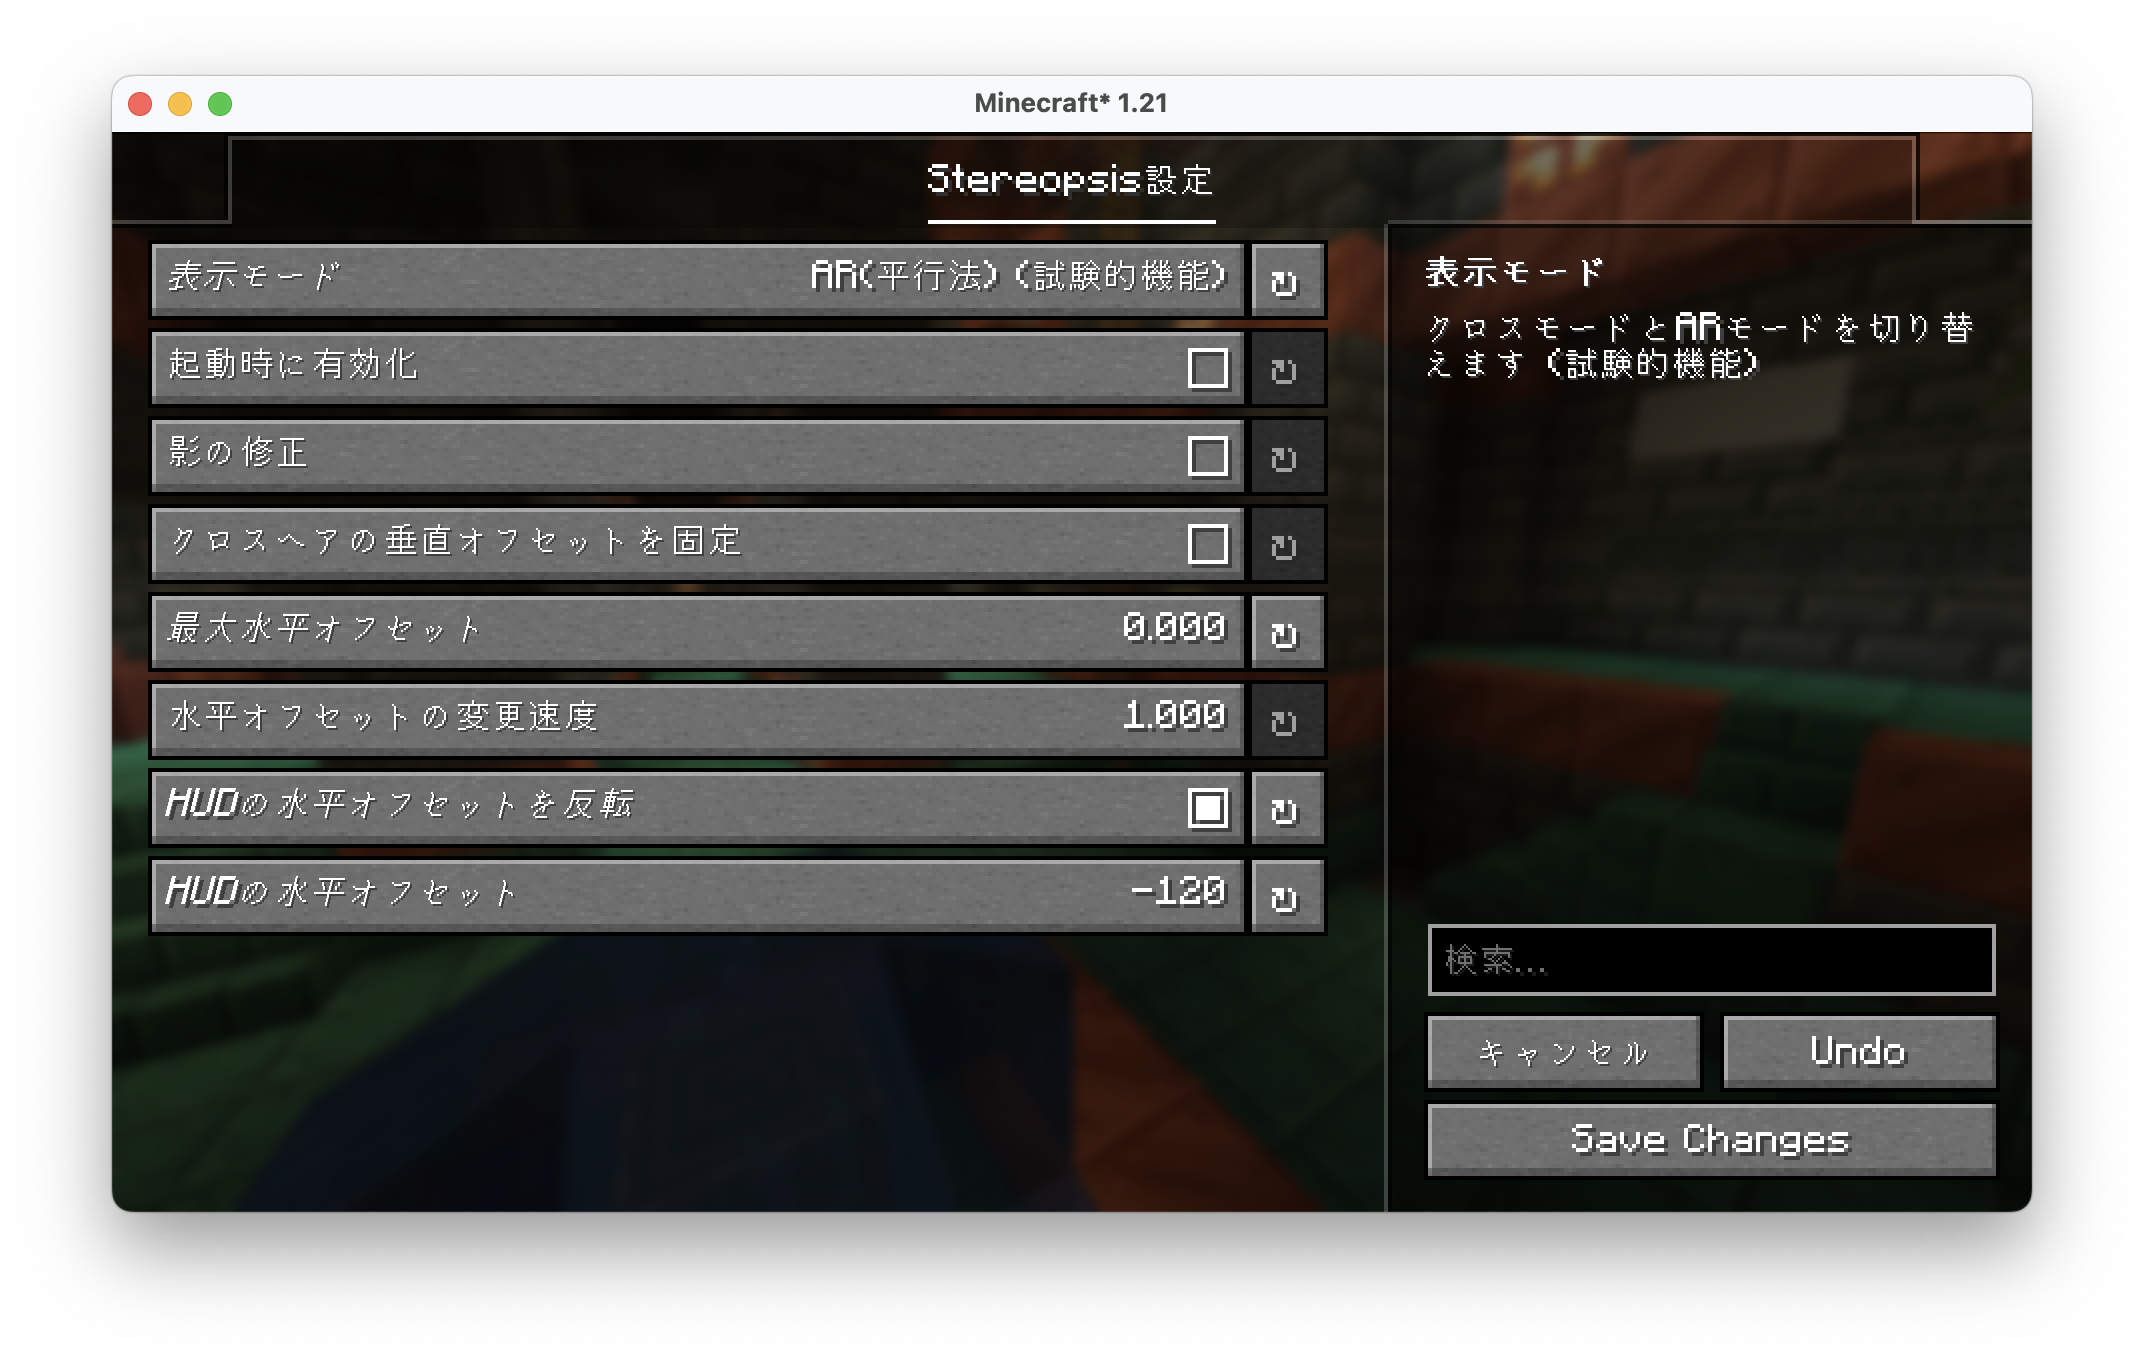 Minecraft* 1.21
Stereopsis設定
表示モード AR(平行法) (試験的機能)
起動時に有効化
影の修正
クロスヘアの垂直オフセットを固定
最大水平オフセット 0.000
水平オフセットの変更速度 1.000
HUDの水平オフセットを反転
HUDの水平オフセット -120
表示モード
クロスモードとARモードを切り替
えます (試験的機能)
検索...
キャンセル Undo
Save Changes